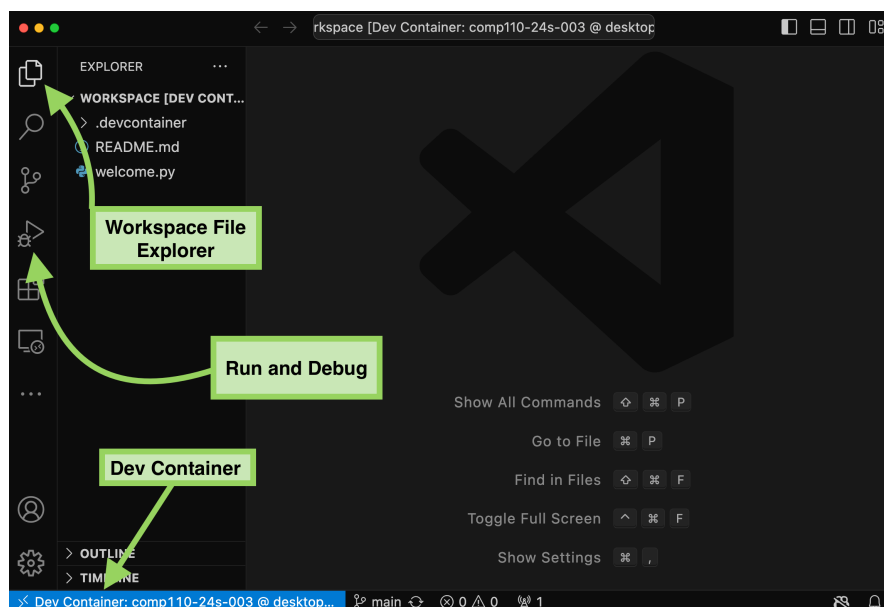 rkspace [Dev Container: comp110-24s-003 @ desktop
EXPLORER ...
WORKSPACE [DEV CONT...
> .devcontainer
README.md
welcome.py
Workspace File
Explorer
Run and Debug
Show All Commands ⇧ ⌘ P
Go to File ⌘ P
Find in Files ⇧ ⌘ F
Dev Container
Toggle Full Screen ^ ⌘ F
Show Settings ⌘ ,
> OUTLINE
> TIMELINE
Dev Container: comp110-24s-003 @ desktop... main 0 0 1